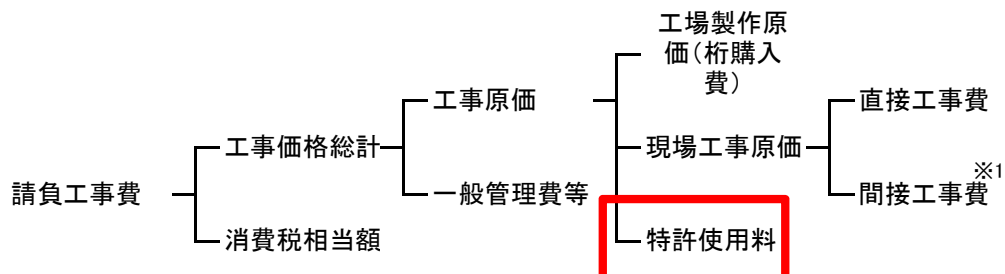 工場製作原
価(桁購入
費)
工事原価
直接工事費
工事価格総計
現場工事原価
※1
請負工事費
一般管理費等
間接工事費
消費税相当額
特許使用料